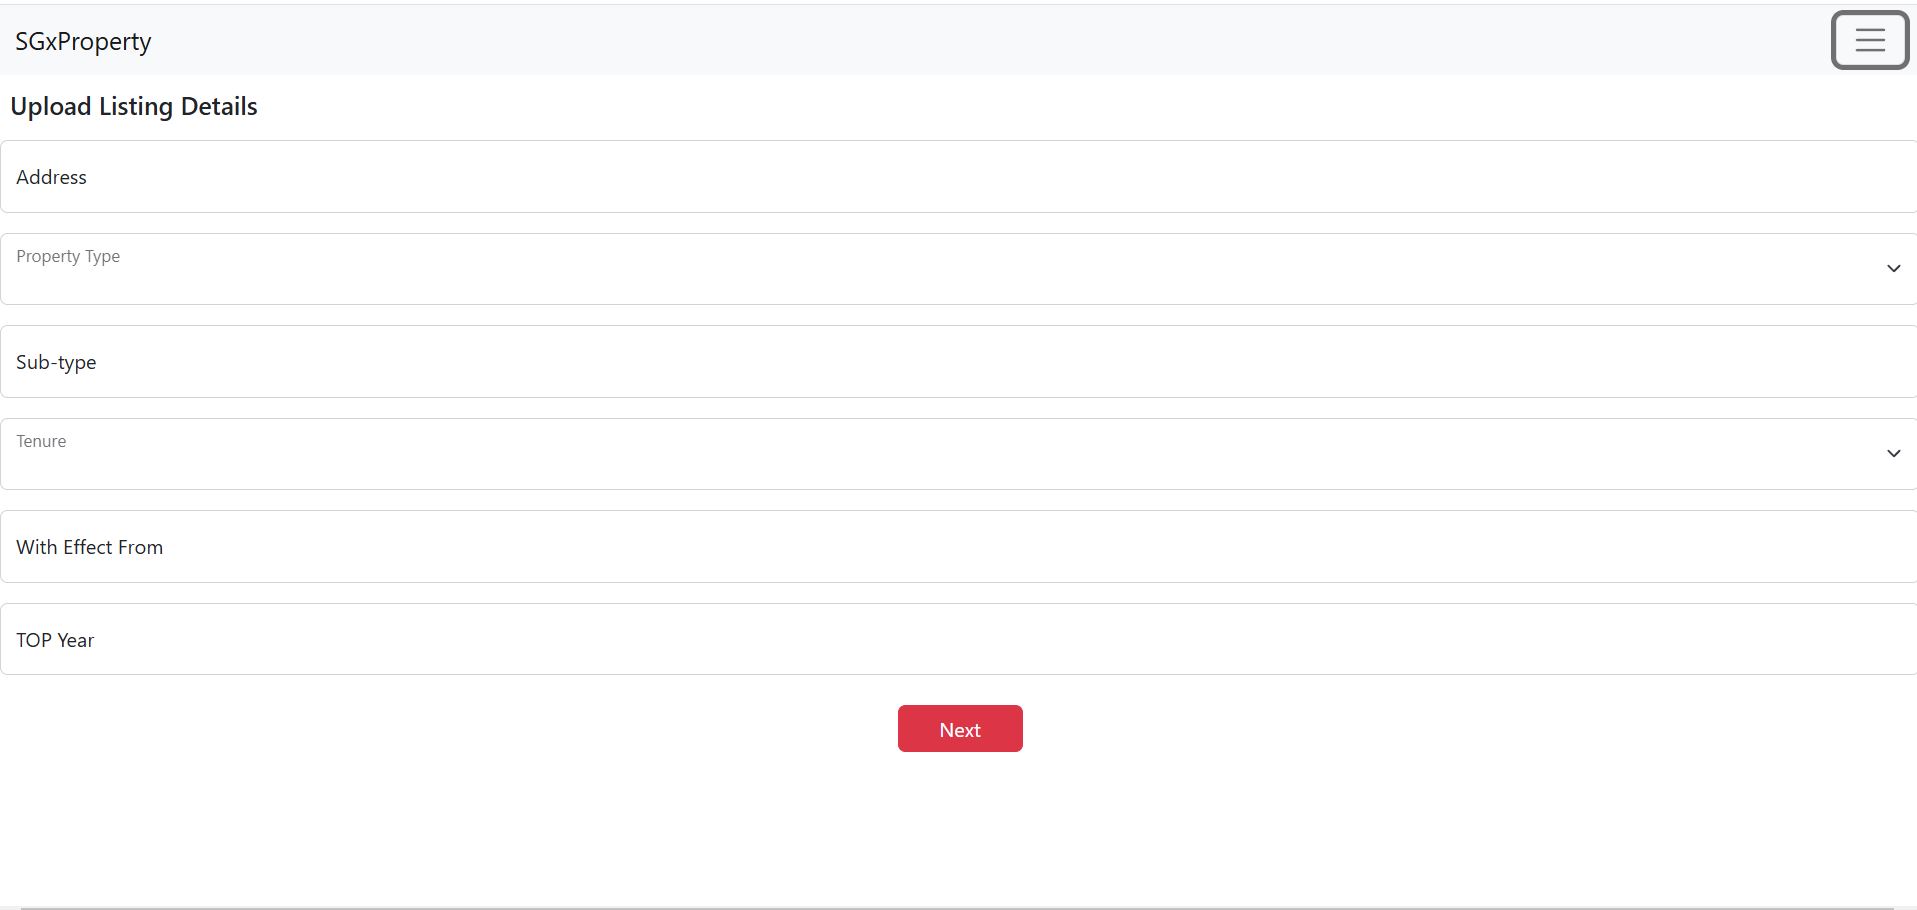 SGxProperty
Upload Listing Details
Address
Property Type
Sub-type
Tenure
With Effect From
TOP Year
Next